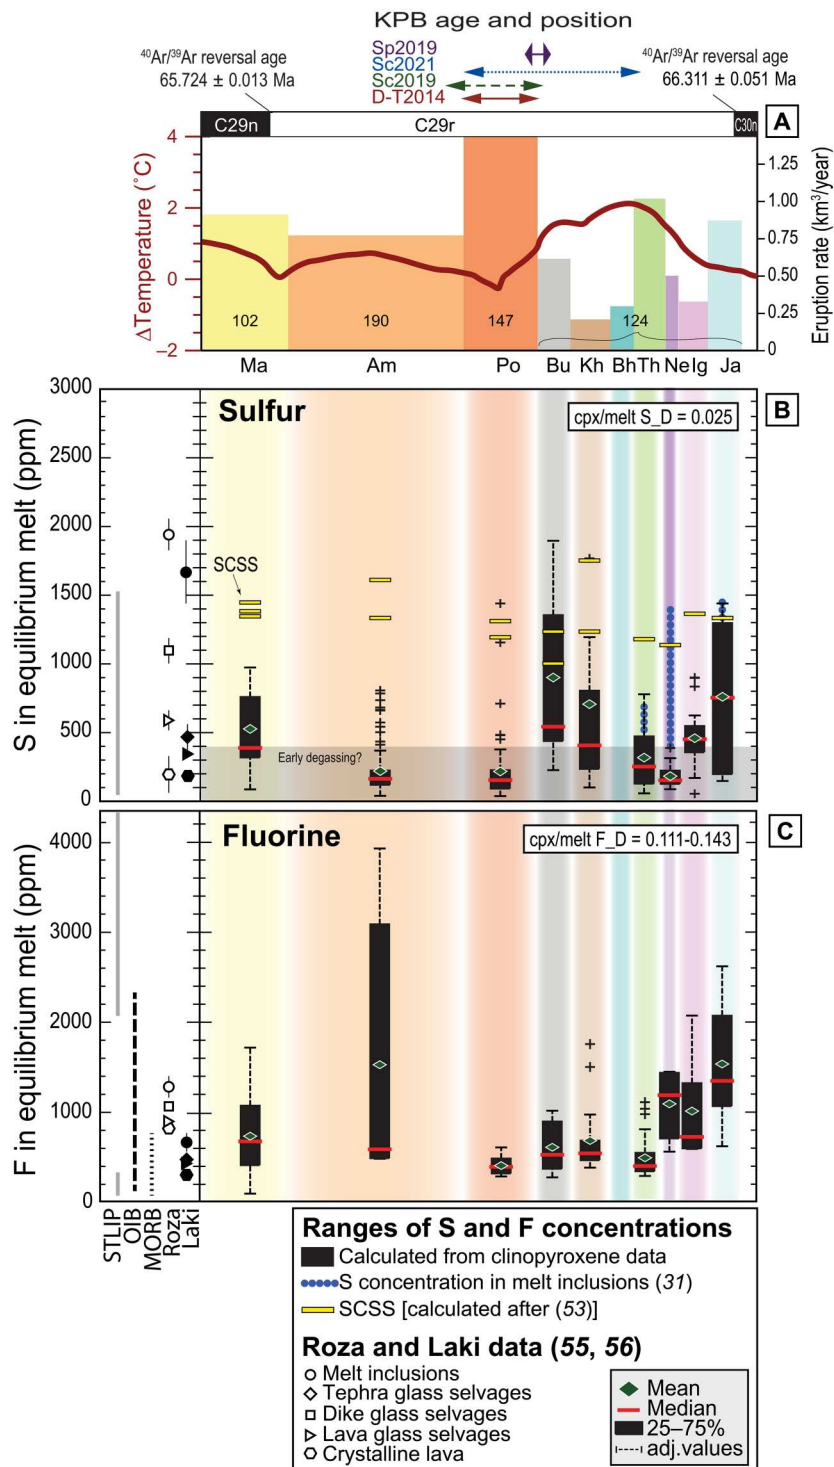 KPB age and position
Sp2019
Sc2021
Sc2019
D-T2014
40Ar/39Ar reversal age
65.724 ± 0.013 Ma
40Ar/39Ar reversal age
66.311 ± 0.051 Ma
C29n
C29r
C30n
A
ΔTemperature (°C)
4
2
0
−2
Eruption rate (km³/year)
1.25
1.00
0.75
0.50
0.25
0
102
190
147
124
Ma
Am
Po
Bu
Kh
Bh
Th
Ne
Ig
Ja
B
Sulfur
cpx/melt S_D = 0.025
S in equilibrium melt (ppm)
3000
2500
2000
1500
1000
500
0
SCSS
Early degassing?
C
Fluorine
cpx/melt F_D = 0.111-0.143
F in equilibrium melt (ppm)
4000
3000
2000
1000
0
STLIP
OIB
MORB
Roza
Laki
Ranges of S and F concentrations
Calculated from clinopyroxene data
S concentration in melt inclusions (31)
SCSS [calculated after (53)]
Roza and Laki data (55, 56)
Melt inclusions
Tephra glass selvages
Dike glass selvages
Lava glass selvages
Crystalline lava
Mean
Median
25–75%
adj.values